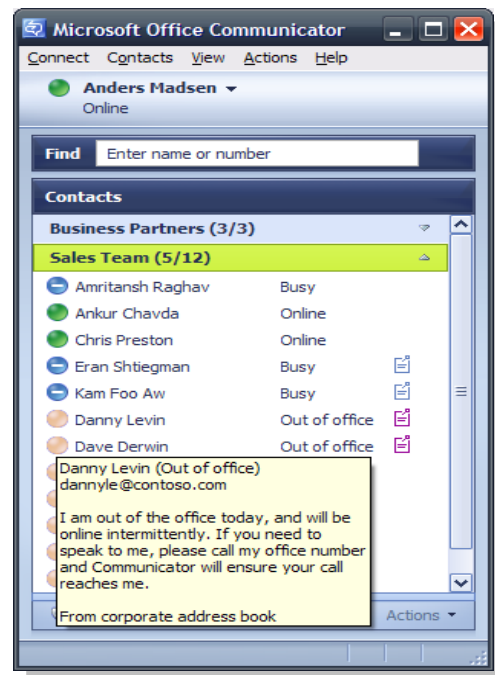 Microsoft Office Communicator
Connect Contacts View Actions Help
Anders Madsen
Online
Find Enter name or number
Contacts
Business Partners (3/3)
Sales Team (5/12)
Amritansh Raghav Busy
Ankur Chavda Online
Chris Preston Online
Eran Shtiegman Busy
Kam Foo Aw Busy
Danny Levin Out of office
Dave Derwin Out of office
Danny Levin (Out of office)
dannyle@contoso.com
I am out of the office today, and will be
online intermittently. If you need to
speak to me, please call my office number
and Communicator will ensure your call
reaches me.
From corporate address book
Actions